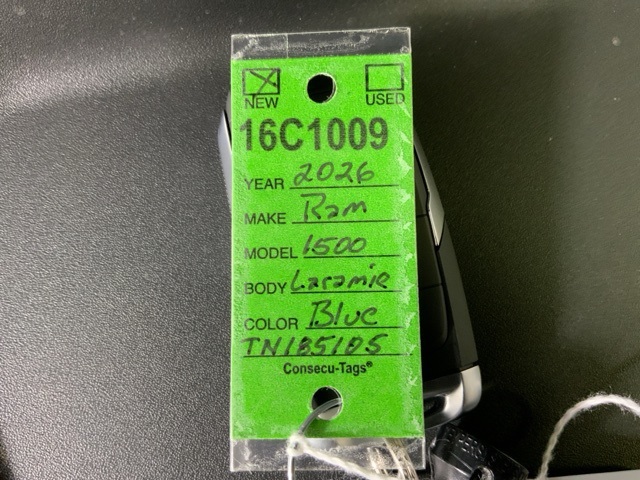 NEW USED
16C1009
YEAR 2026
MAKE Ram
MODEL 1500
BODY Laramie
COLOR Blue
TN185105
Consecu-Tags®